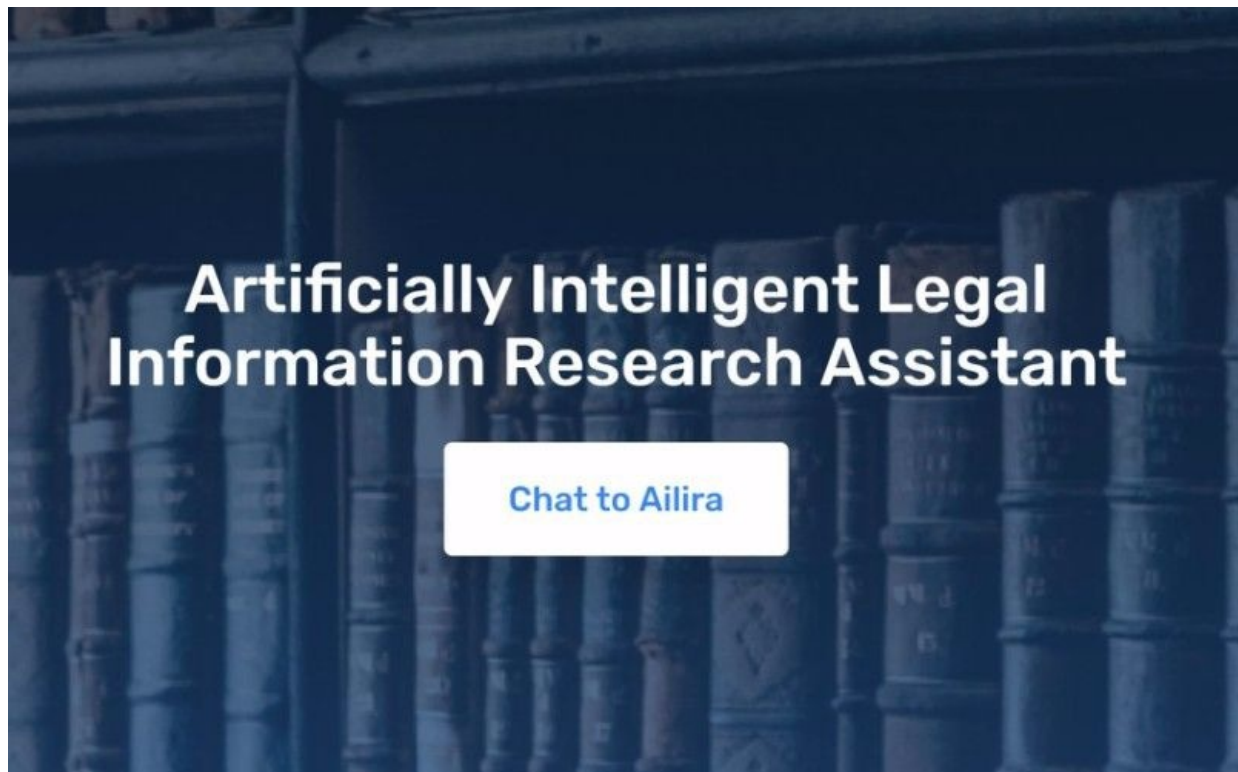 Artificially Intelligent Legal
Information Research Assistant
Chat to Ailira